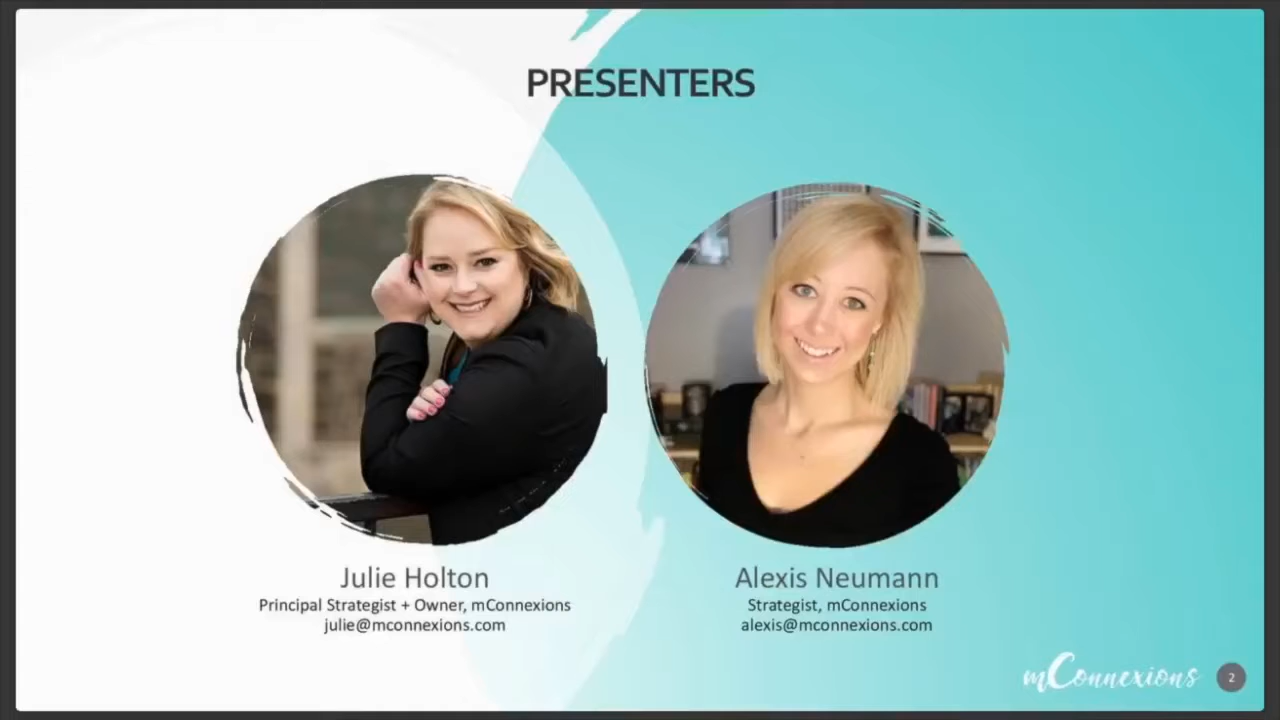 PRESENTERS
Julie Holton
Principal Strategist + Owner, mConnexions
julie@mconnexions.com
Alexis Neumann
Strategist, mConnexions
alexis@mconnexions.com
mConnexions
2